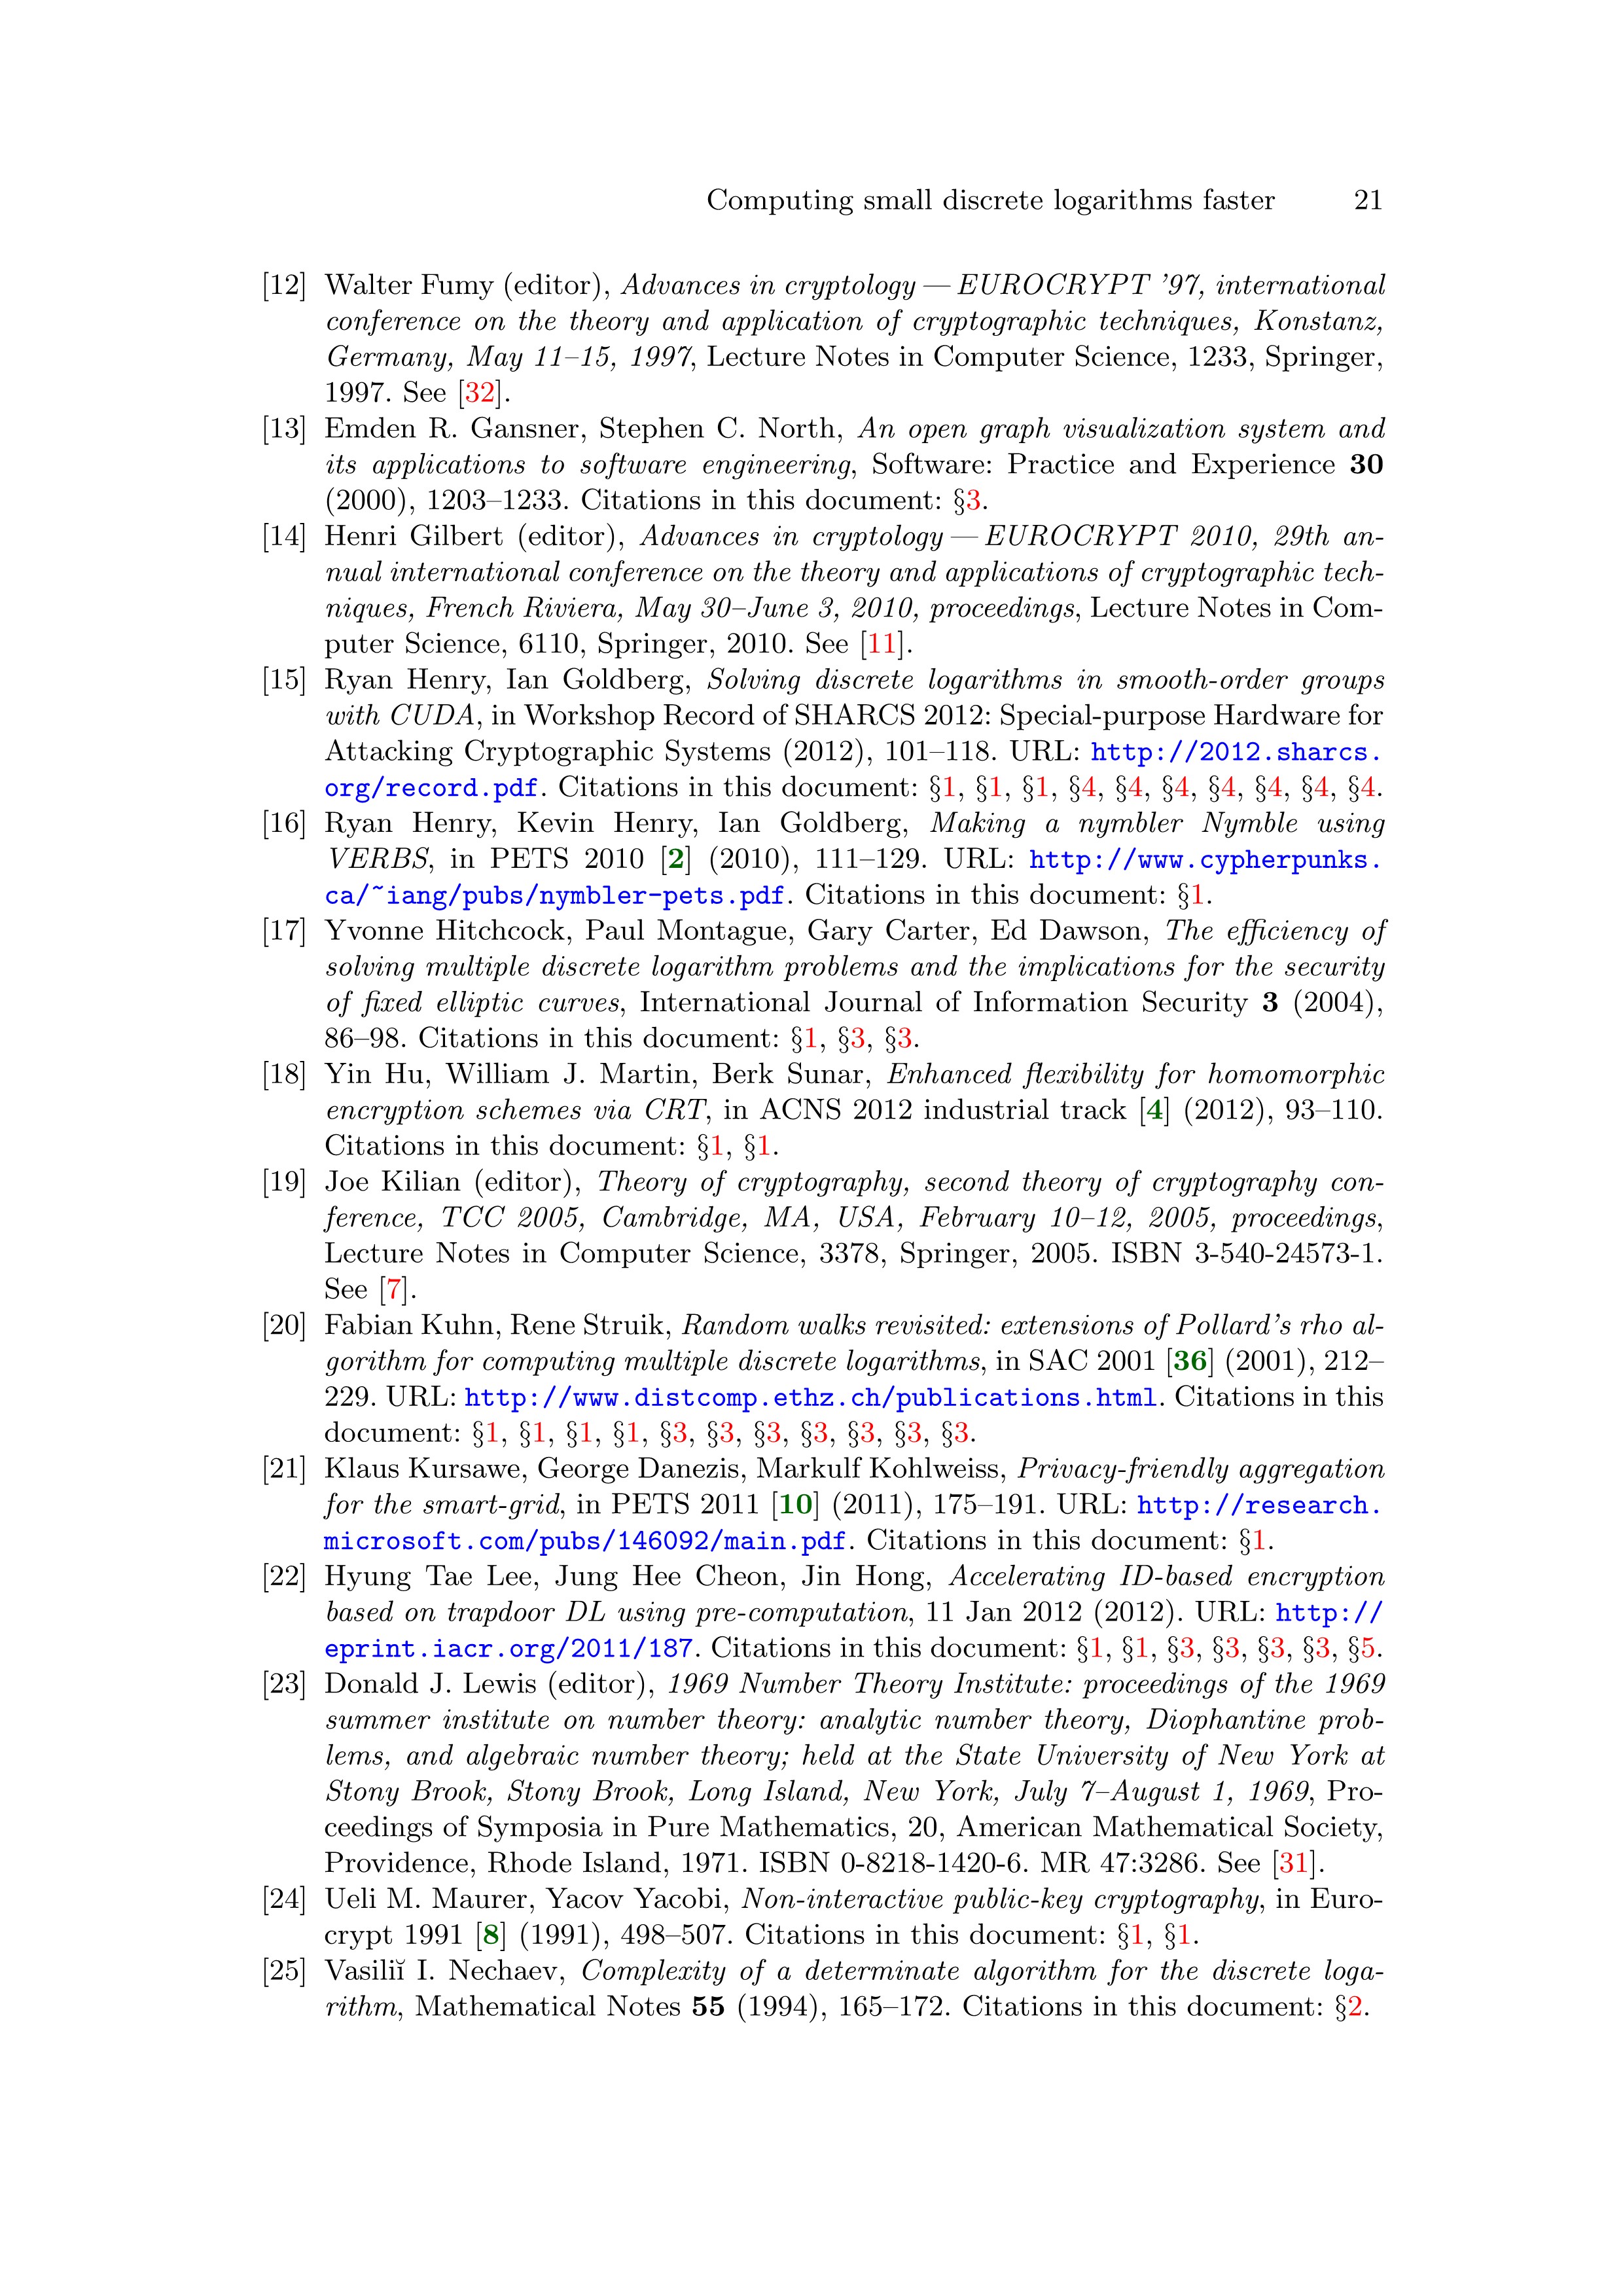 Computing small discrete logarithms faster 21
[12] Walter Fumy (editor), Advances in cryptology — EUROCRYPT ’97, international
conference on the theory and application of cryptographic techniques, Konstanz,
Germany, May 11–15, 1997, Lecture Notes in Computer Science, 1233, Springer,
1997. See [32].
[13] Emden R. Gansner, Stephen C. North, An open graph visualization system and
its applications to software engineering, Software: Practice and Experience 30
(2000), 1203–1233. Citations in this document: §3.
[14] Henri Gilbert (editor), Advances in cryptology — EUROCRYPT 2010, 29th an-
nual international conference on the theory and applications of cryptographic tech-
niques, French Riviera, May 30–June 3, 2010, proceedings, Lecture Notes in Com-
puter Science, 6110, Springer, 2010. See [11].
[15] Ryan Henry, Ian Goldberg, Solving discrete logarithms in smooth-order groups
with CUDA, in Workshop Record of SHARCS 2012: Special-purpose Hardware for
Attacking Cryptographic Systems (2012), 101–118. URL: http://2012.sharcs.
org/record.pdf. Citations in this document: §1, §1, §1, §4, §4, §4, §4, §4, §4, §4.
[16] Ryan Henry, Kevin Henry, Ian Goldberg, Making a nymbler Nymble using
VERBS, in PETS 2010 [2] (2010), 111–129. URL: http://www.cypherpunks.
ca/~iang/pubs/nymbler-pets.pdf. Citations in this document: §1.
[17] Yvonne Hitchcock, Paul Montague, Gary Carter, Ed Dawson, The efficiency of
solving multiple discrete logarithm problems and the implications for the security
of fixed elliptic curves, International Journal of Information Security 3 (2004),
86–98. Citations in this document: §1, §3, §3.
[18] Yin Hu, William J. Martin, Berk Sunar, Enhanced flexibility for homomorphic
encryption schemes via CRT, in ACNS 2012 industrial track [4] (2012), 93–110.
Citations in this document: §1, §1.
[19] Joe Kilian (editor), Theory of cryptography, second theory of cryptography con-
ference, TCC 2005, Cambridge, MA, USA, February 10–12, 2005, proceedings,
Lecture Notes in Computer Science, 3378, Springer, 2005. ISBN 3-540-24573-1.
See [7].
[20] Fabian Kuhn, Rene Struik, Random walks revisited: extensions of Pollard’s rho al-
gorithm for computing multiple discrete logarithms, in SAC 2001 [36] (2001), 212–
229. URL: http://www.distcomp.ethz.ch/publications.html. Citations in this
document: §1, §1, §1, §1, §3, §3, §3, §3, §3, §3, §3.
[21] Klaus Kursawe, George Danezis, Markulf Kohlweiss, Privacy-friendly aggregation
for the smart-grid, in PETS 2011 [10] (2011), 175–191. URL: http://research.
microsoft.com/pubs/146092/main.pdf. Citations in this document: §1.
[22] Hyung Tae Lee, Jung Hee Cheon, Jin Hong, Accelerating ID-based encryption
based on trapdoor DL using pre-computation, 11 Jan 2012 (2012). URL: http://
eprint.iacr.org/2011/187. Citations in this document: §1, §1, §3, §3, §3, §3, §5.
[23] Donald J. Lewis (editor), 1969 Number Theory Institute: proceedings of the 1969
summer institute on number theory: analytic number theory, Diophantine prob-
lems, and algebraic number theory; held at the State University of New York at
Stony Brook, Stony Brook, Long Island, New York, July 7–August 1, 1969, Pro-
ceedings of Symposia in Pure Mathematics, 20, American Mathematical Society,
Providence, Rhode Island, 1971. ISBN 0-8218-1420-6. MR 47:3286. See [31].
[24] Ueli M. Maurer, Yacov Yacobi, Non-interactive public-key cryptography, in Euro-
crypt 1991 [8] (1991), 498–507. Citations in this document: §1, §1.
[25] Vasiliĭ I. Nechaev, Complexity of a determinate algorithm for the discrete loga-
rithm, Mathematical Notes 55 (1994), 165–172. Citations in this document: §2.